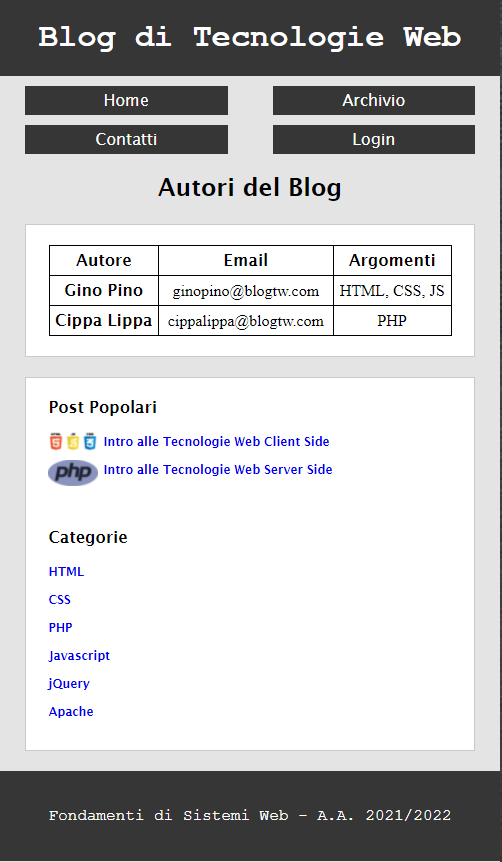 Blog di Tecnologie Web
Home Archivio
Contatti Login
Autori del Blog
Autore Email Argomenti
Gino Pino ginopino@blogtw.com HTML, CSS, JS
Cippa Lippa cippalippa@blogtw.com PHP
Post Popolari
Intro alle Tecnologie Web Client Side
php Intro alle Tecnologie Web Server Side
Categorie
HTML
CSS
PHP
Javascript
jQuery
Apache
Fondamenti di Sistemi Web - A.A. 2021/2022